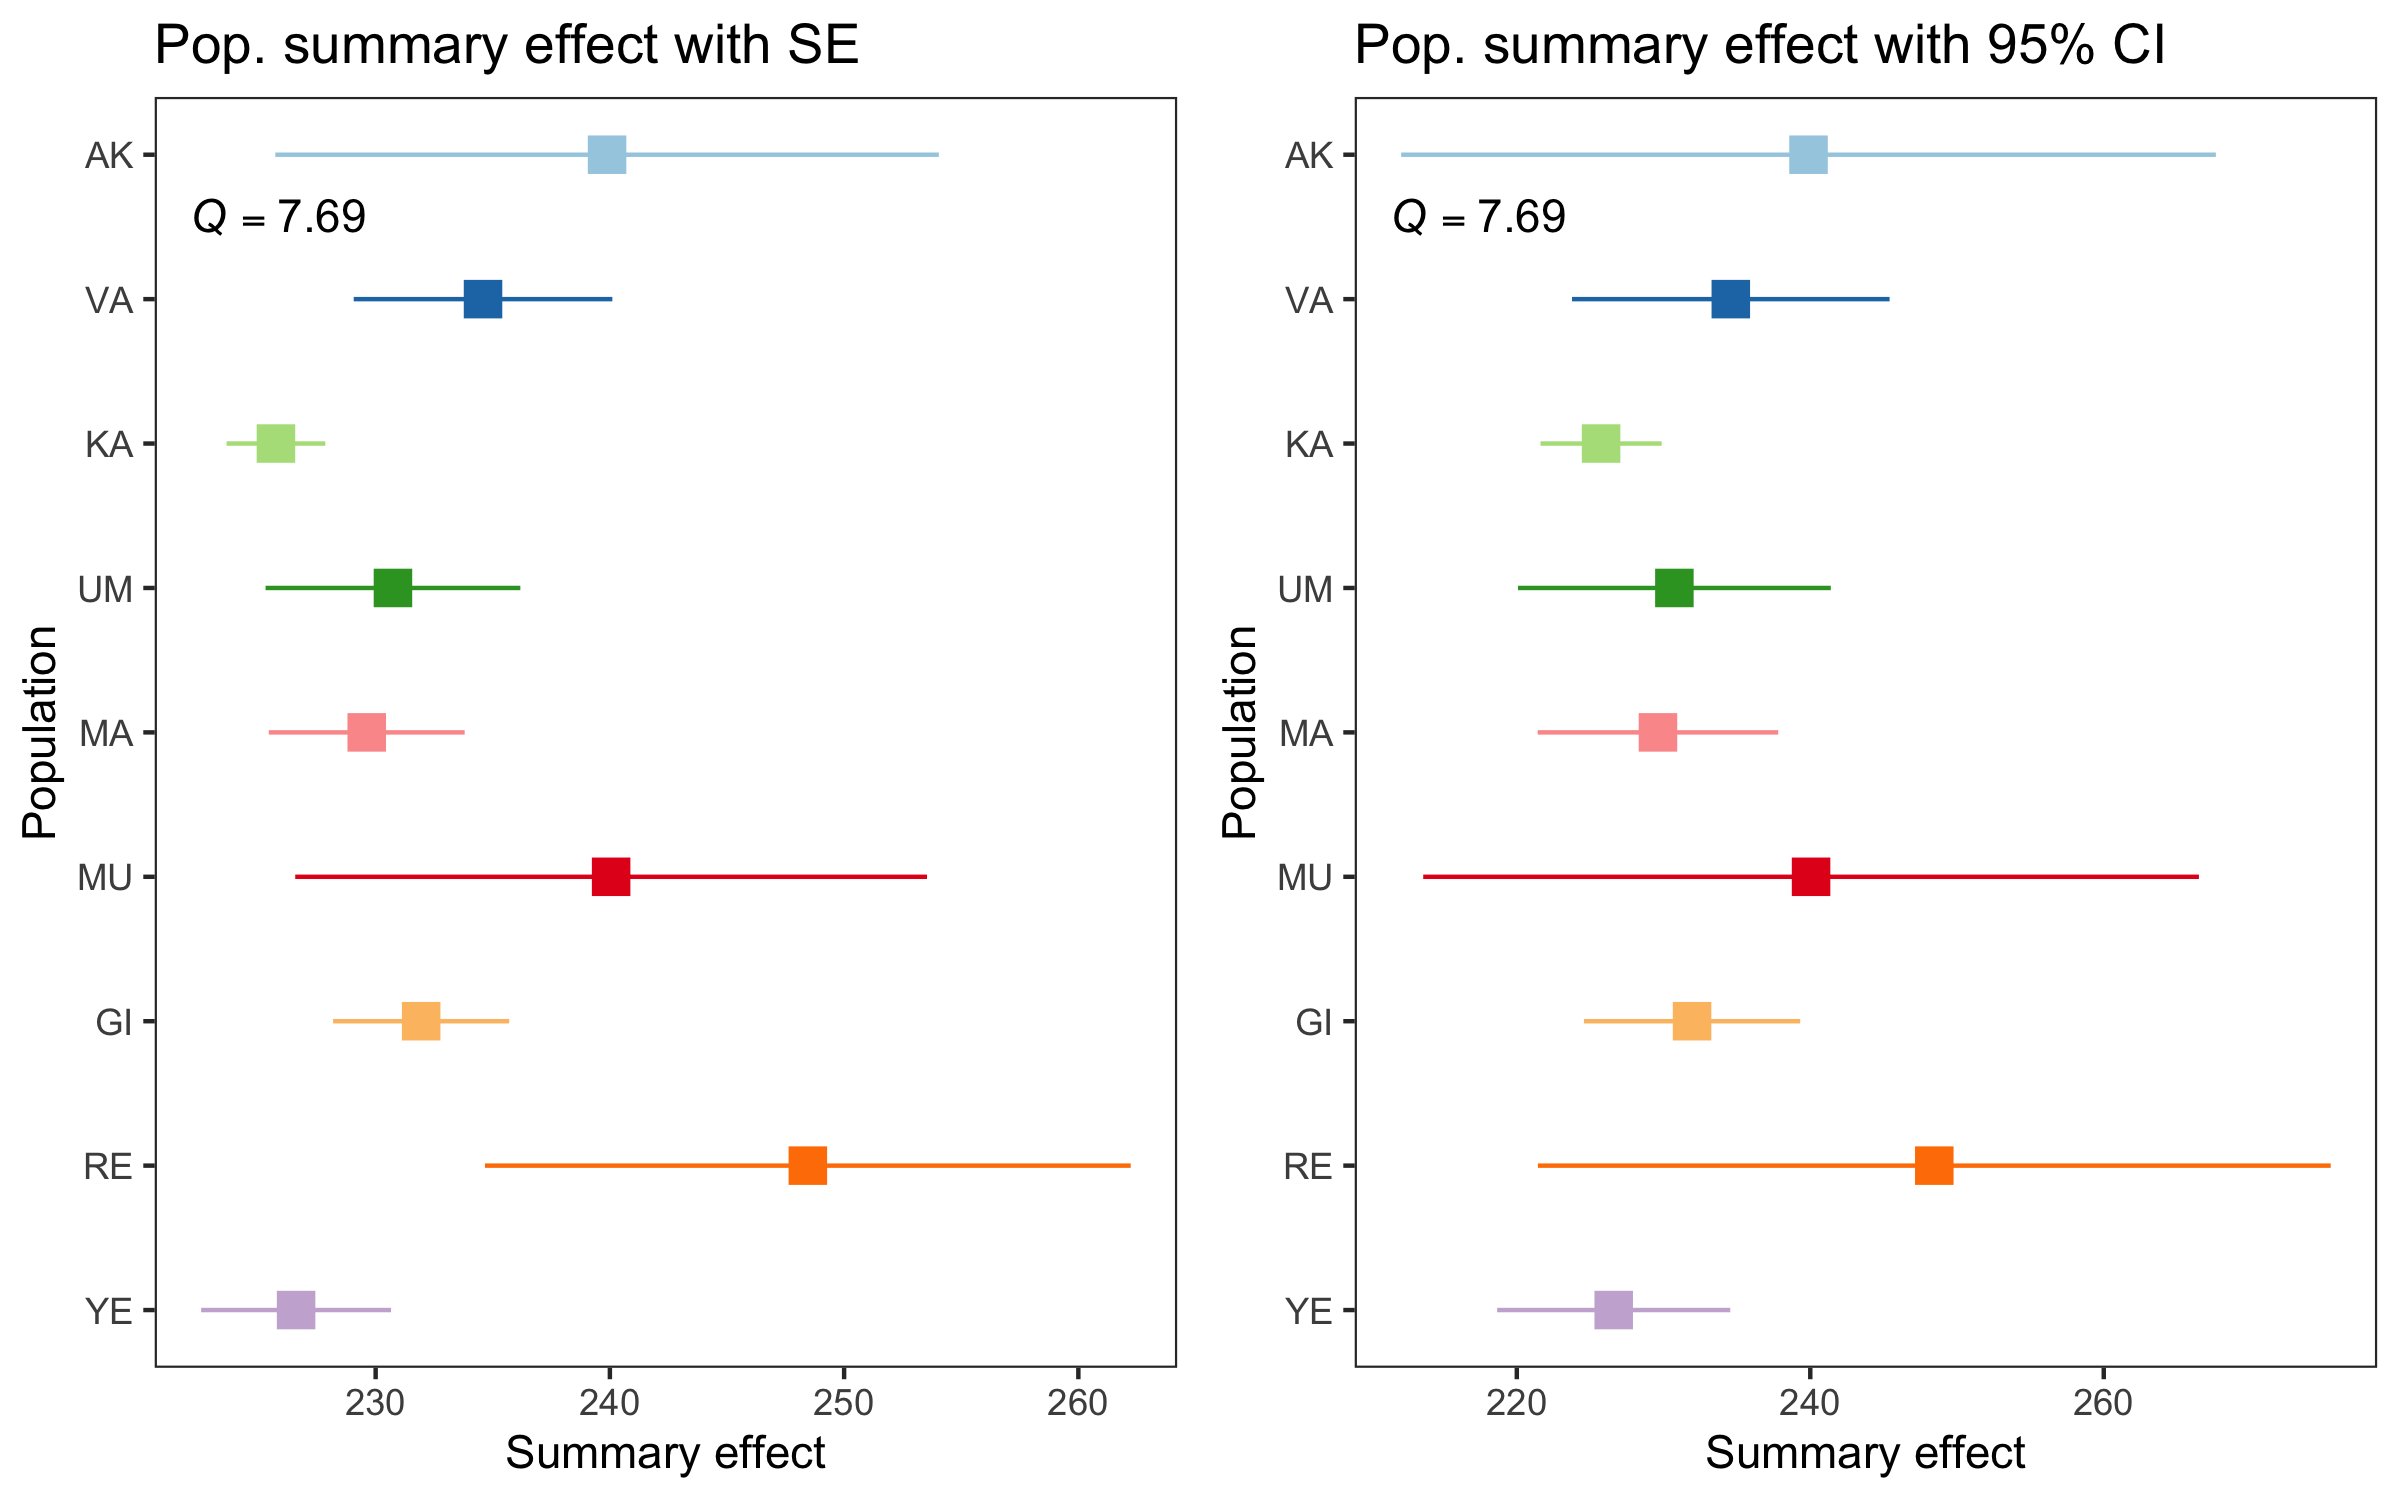 Pop. summary effect with SE
AK
Q = 7.69
VA
KA
UM
MA
MU
GI
RE
YE
Population
230 240 250 260
Summary effect
Pop. summary effect with 95% CI
AK
Q = 7.69
VA
KA
UM
MA
MU
GI
RE
YE
Population
220 240 260
Summary effect